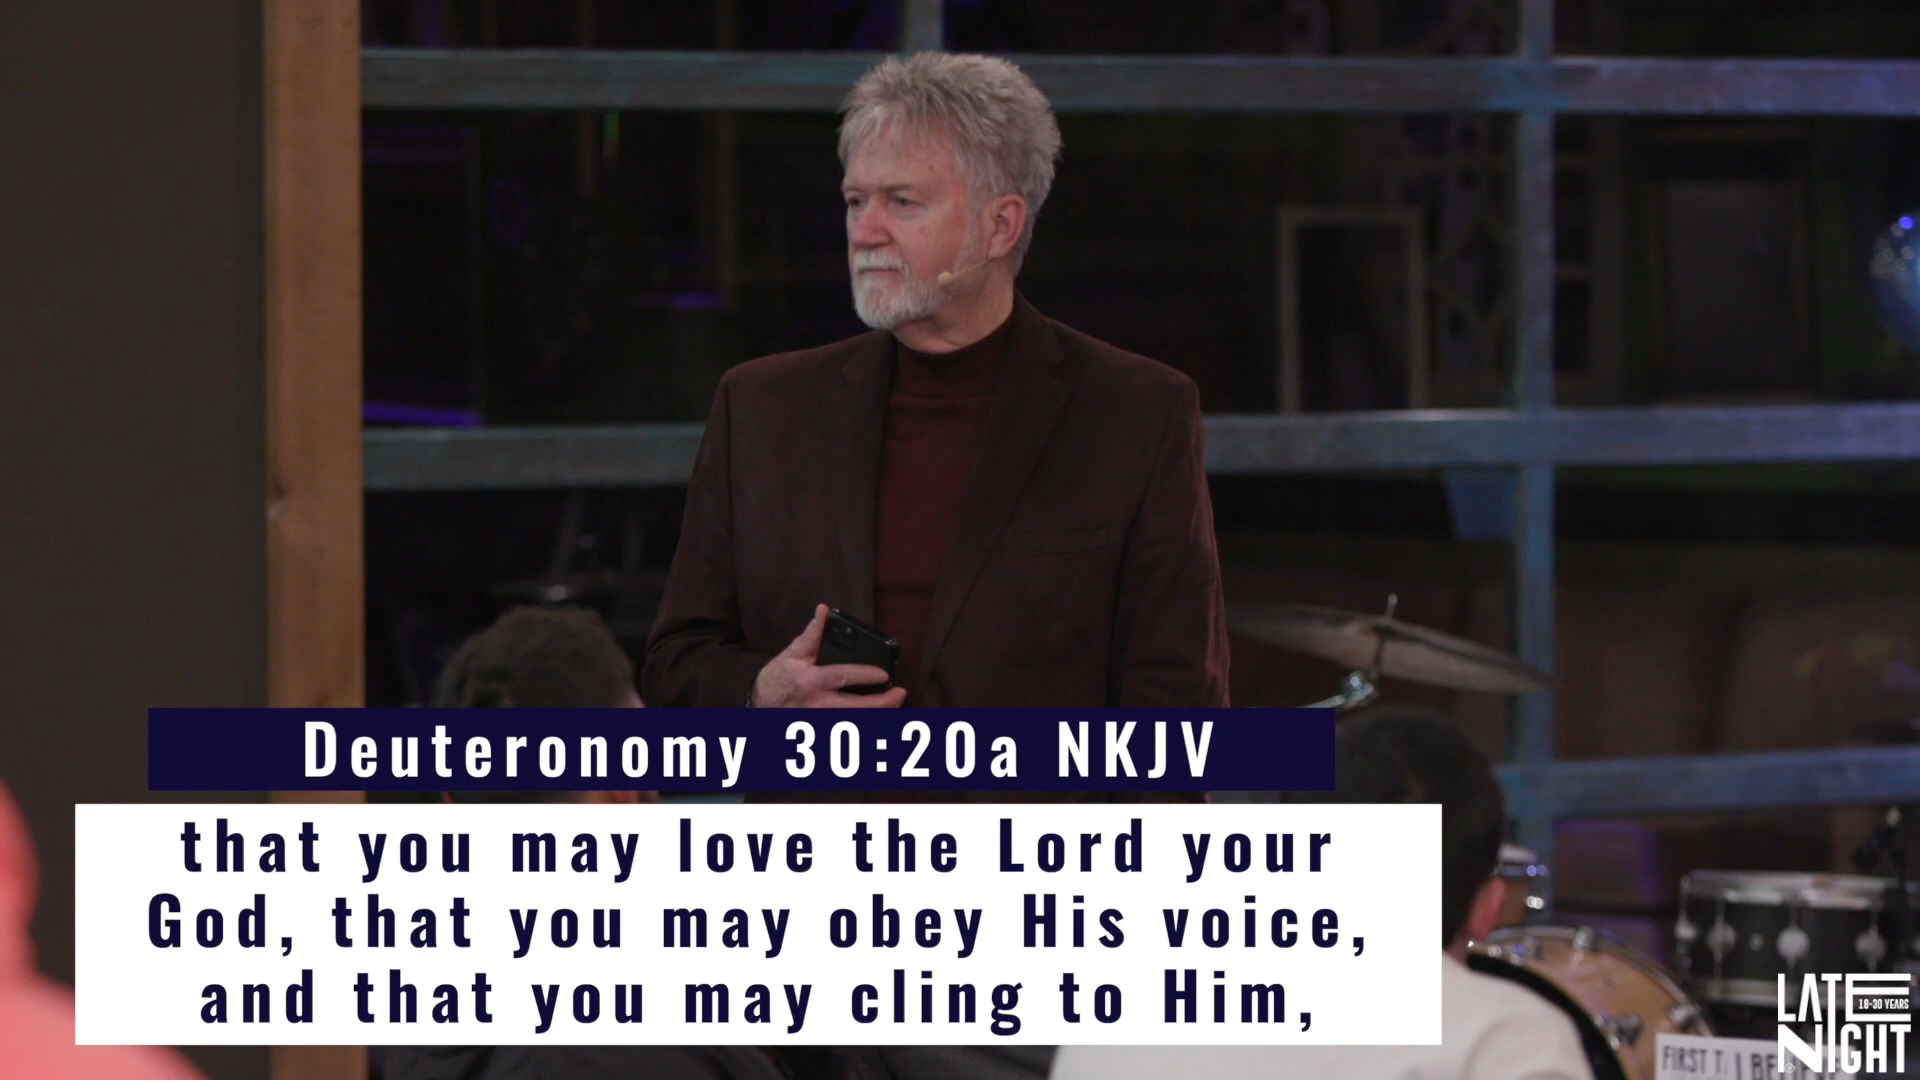 Deuteronomy 30:20a NKJV
that you may love the Lord your
God, that you may obey His voice,
and that you may cling to Him,
LATE
18-30 YEARS
NIGHT
FIRST